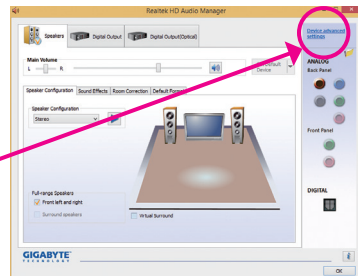 Realtek HD Audio Manager
Speakers
Digital Output
Digital Output(Optical)
Device advanced
settings
Main Volume
L
R
Device
ANALOG
Back Panel
Speaker Configuration
Sound Effects
Room Correction
Default Format
Speaker Configuration
Stereo
Front Panel
Full-range Speakers
Front left and right
Surround speakers
Virtual Surround
DIGITAL
GIGABYTE
TECHNOLOGY
OK